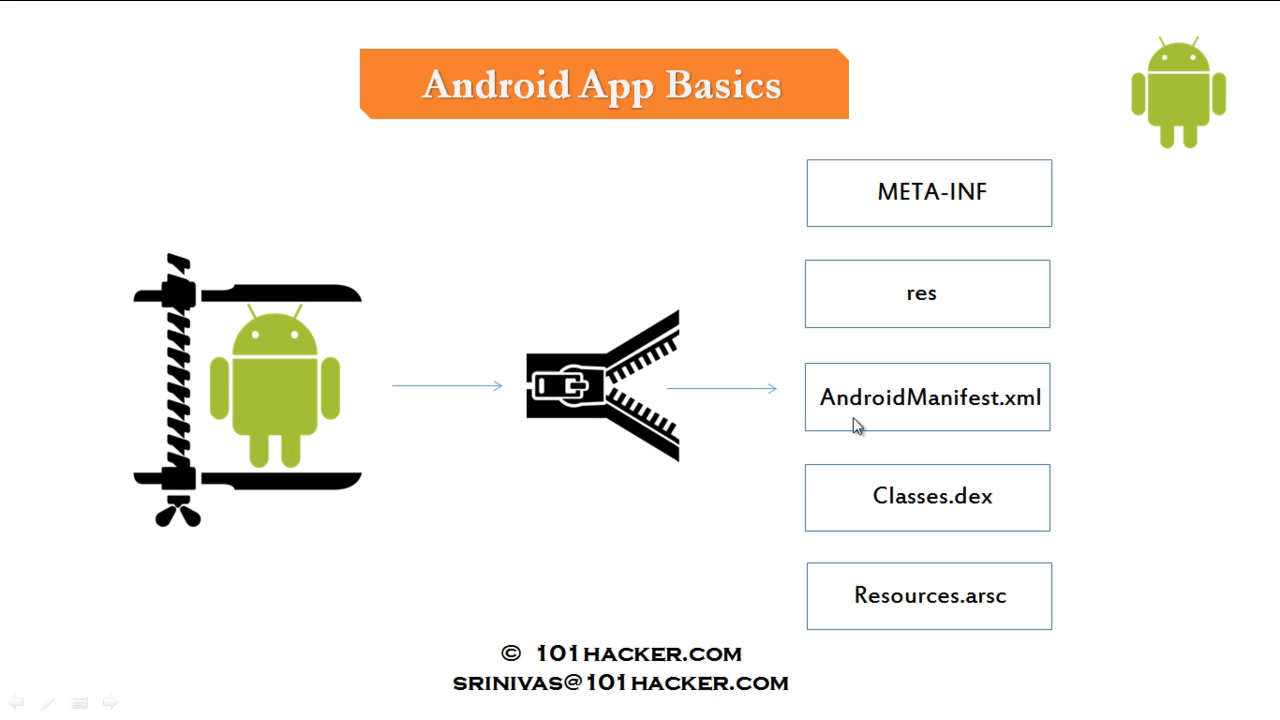 Android App Basics
META-INF
res
AndroidManifest.xml
Classes.dex
Resources.arsc
© 101HACKER.COM
SRINIVAS@101HACKER.COM